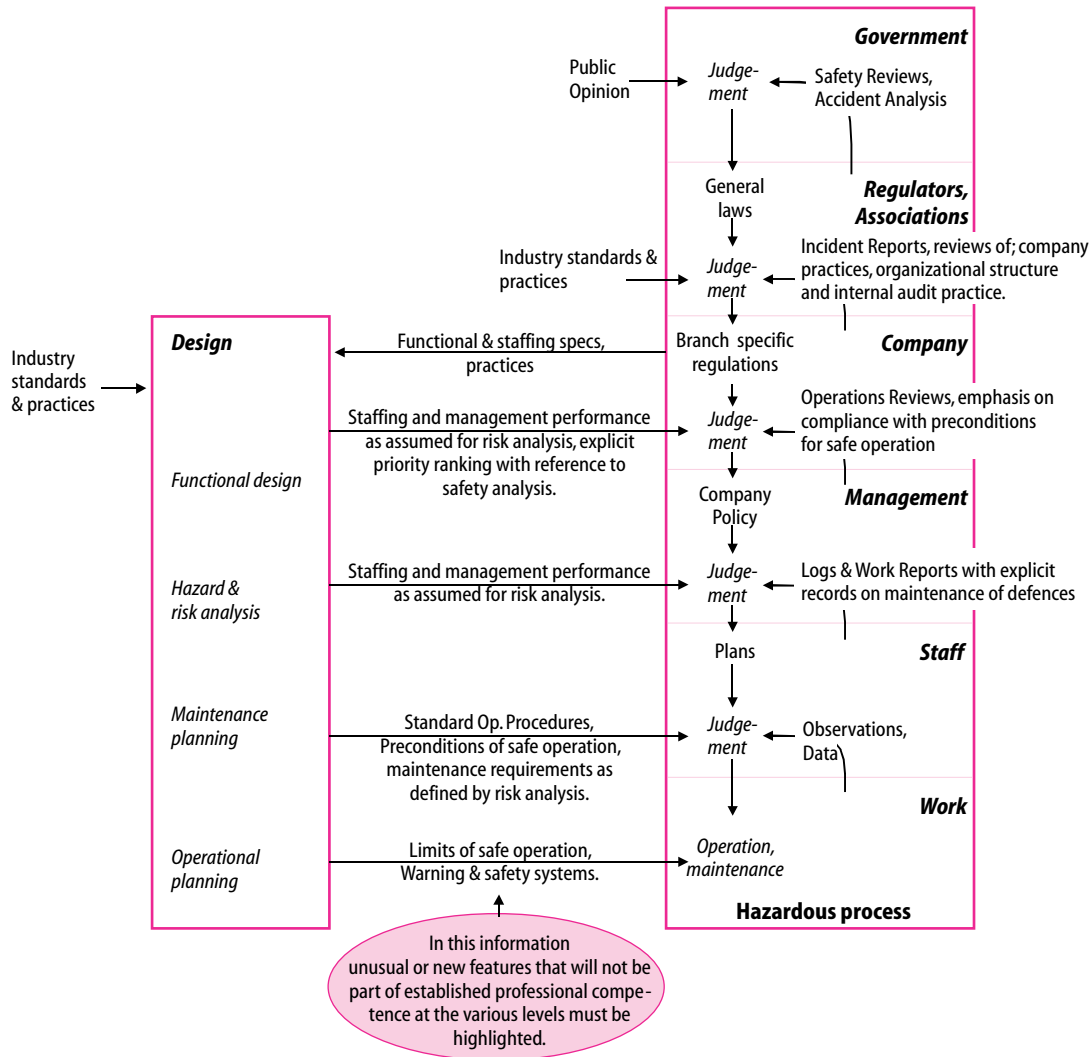 Government
Public
Opinion
Judge-
ment
Safety Reviews,
Accident Analysis
General
laws
Regulators,
Associations
Industry standards &
practices
Judge-
ment
Incident Reports, reviews of; company
practices, organizational structure
and internal audit practice.
Industry
standards
& practices
Design
Functional & staffing specs,
practices
Branch specific
regulations
Company
Staffing and management performance
as assumed for risk analysis, explicit
priority ranking with reference to
safety analysis.
Judge-
ment
Operations Reviews, emphasis on
compliance with preconditions
for safe operation
Functional design
Company
Policy
Management
Hazard &
risk analysis
Staffing and management performance
as assumed for risk analysis.
Judge-
ment
Logs & Work Reports with explicit
records on maintenance of defences
Plans
Staff
Maintenance
planning
Standard Op. Procedures,
Preconditions of safe operation,
maintenance requirements as
defined by risk analysis.
Judge-
ment
Observations,
Data
Work
Operational
planning
Limits of safe operation,
Warning & safety systems.
Operation,
maintenance
Hazardous process
In this information
unusual or new features that will not be
part of established professional compe-
tence at the various levels must be
highlighted.